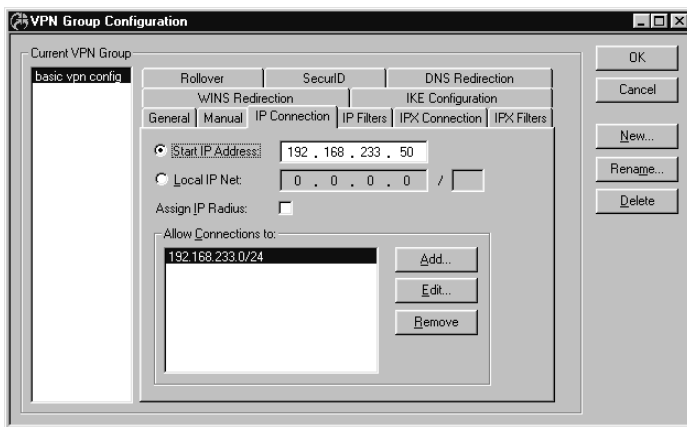 VPN Group Configuration
Current VPN Group
basic vpn config
Rollover SecurID DNS Redirection
WINS Redirection IKE Configuration
General Manual IP Connection IP Filters IPX Connection IPX Filters
Start IP Address: 192 . 168 . 233 . 50
Local IP Net: 0 . 0 . 0 . 0 /
Assign IP Radius:
Allow Connections to:
192.168.233.0/24
Add...
Edit...
Remove
OK
Cancel
New...
Rename...
Delete